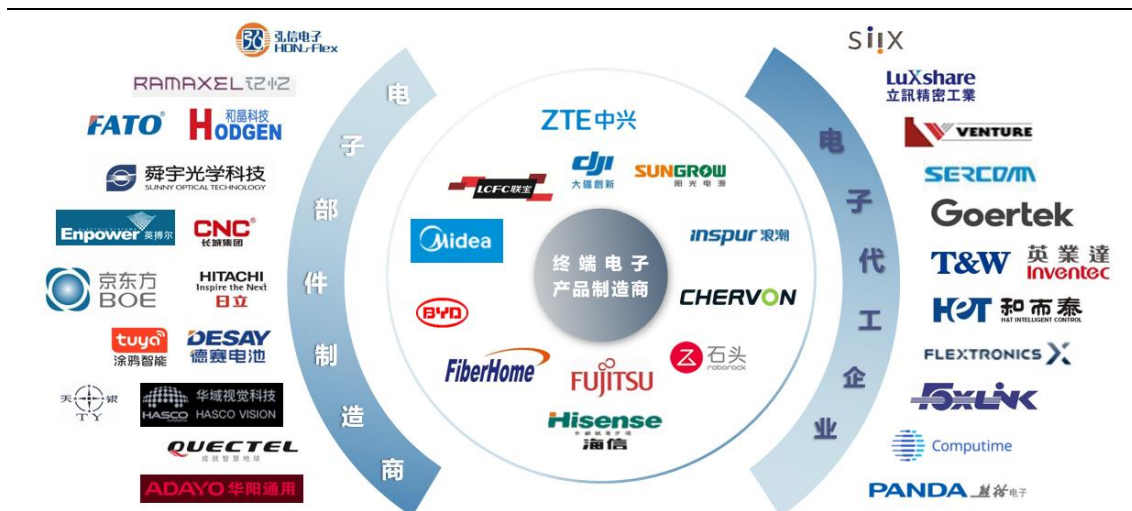 弘信电子
HONsFlex
RAMAXEL记忆
FATO®
和晶科技
HODGEN
舜宇光学科技
SUNNY OPTICAL TECHNOLOGY
Enpower英搏尔
CNC®
长城集团
京东方
BOE
HITACHI
Inspire the Next
日立
tuya
涂鸦智能
DESAY
德赛电池
天银
TY
华域视觉科技
HASCO HASCO VISION
QUECTEL
成就智慧地球
ADAYO华阳通用
电子部件制造商
ZTE中兴
LCFC联宝
dji
大疆创新
SUNGROW
阳光电源
Midea
inspur浪潮
终端电子
产品制造商
BYD
CHERVON
FiberHome
FUJITSU
石头
roborock
Hisense
海信
电子代工企业
SIIX
LUXshare
立訊精密工業
VENTURE
SERCOMM
Goertek
T&W
英業達
Inventec
H&T 和而泰
H&T INTELLIGENT CONTROL
FLEXTRONICS
FOXLINK
Computime
PANDA 熊猫电子